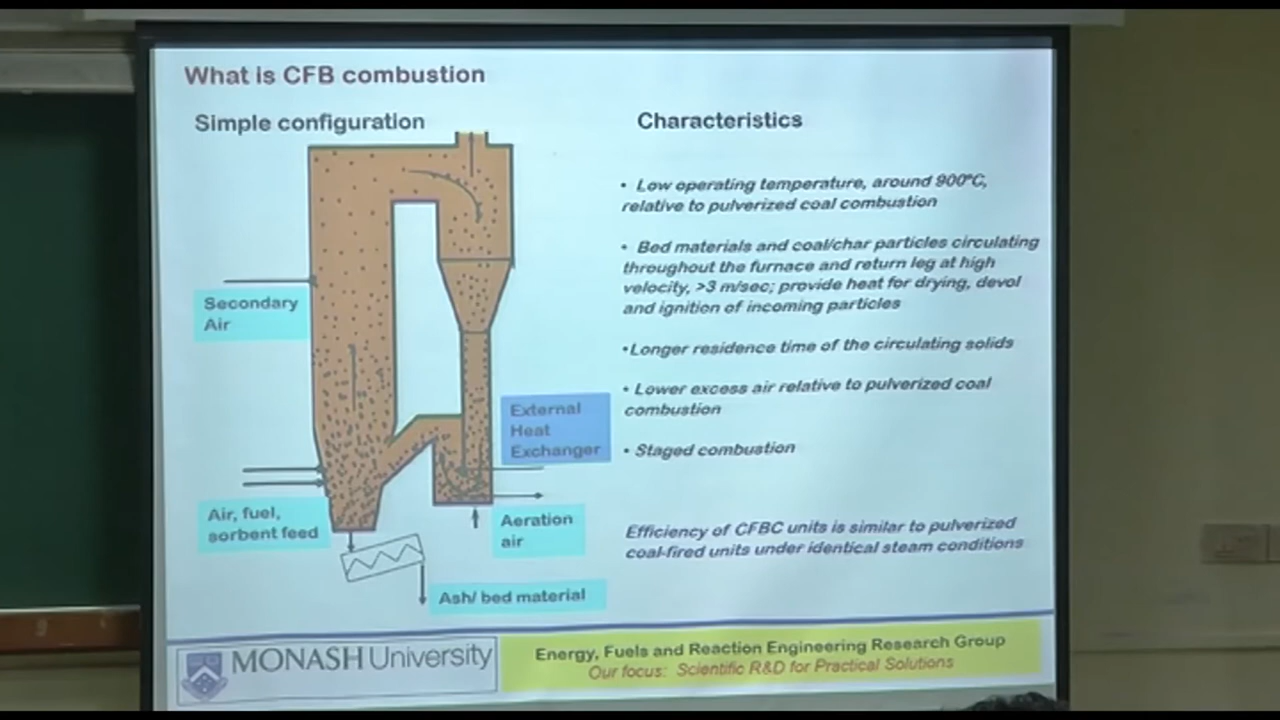 What is CFB combustion
Simple configuration
Secondary
Air
Air, fuel,
sorbent feed
External
Heat
Exchanger
Aeration
air
Ash/ bed material
Characteristics
• Low operating temperature, around 900ºC,
relative to pulverized coal combustion
• Bed materials and coal/char particles circulating
throughout the furnace and return leg at high
velocity, >3 m/sec; provide heat for drying, devol
and ignition of incoming particles
•Longer residence time of the circulating solids
• Lower excess air relative to pulverized coal
combustion
• Staged combustion
Efficiency of CFBC units is similar to pulverized
coal-fired units under identical steam conditions
MONASH University
Energy, Fuels and Reaction Engineering Research Group
Our focus: Scientific R&D for Practical Solutions